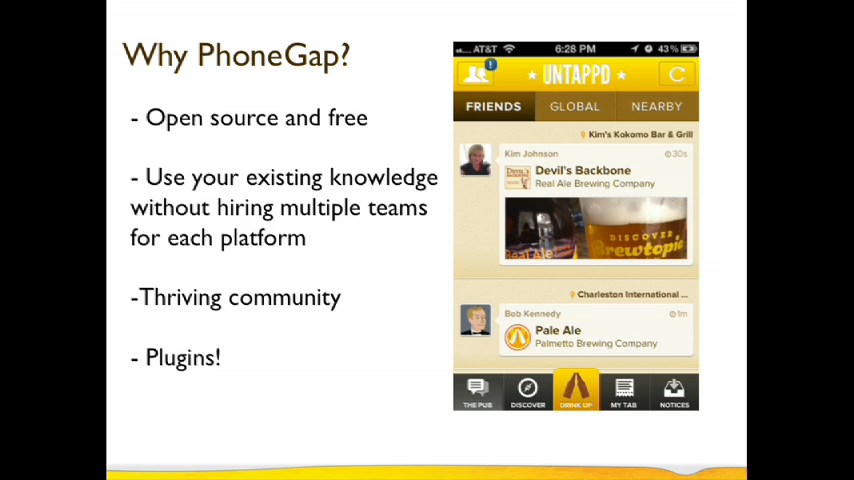 Why PhoneGap?
- Open source and free
- Use your existing knowledge
without hiring multiple teams
for each platform
-Thriving community
- Plugins!
AT&T 6:28 PM 43%
!
UNTAPPD
FRIENDS GLOBAL NEARBY
Kim's Kokomo Bar & Grill
Kim Johnson 30s
Devil's Backbone
Real Ale Brewing Company
Real Ale
DISCOVER
Brewtopia
Charleston International ...
Bob Kennedy 1m
Pale Ale
Palmetto Brewing Company
THE PUB DISCOVER DRINK UP MY TAB NOTICES